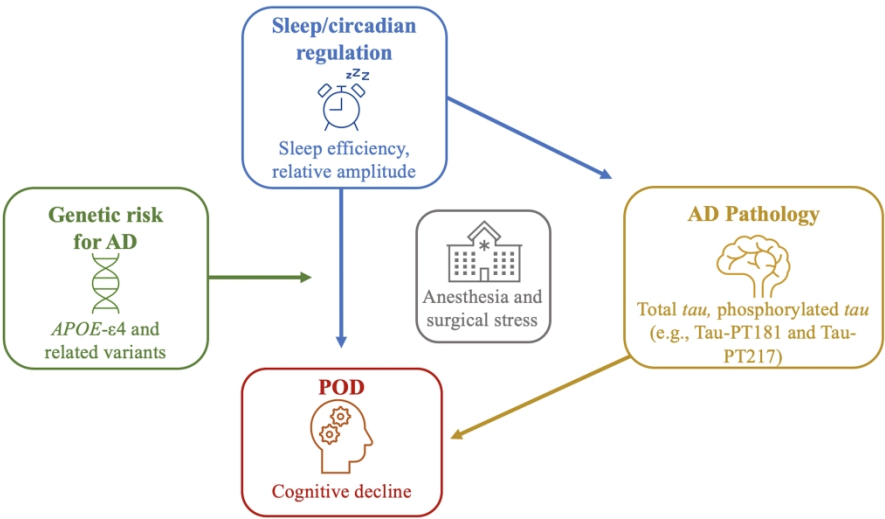 Sleep/circadian
regulation
zzZZ
Sleep efficiency,
relative amplitude
Genetic risk
for AD
APOE-ε4 and
related variants
Anesthesia and
surgical stress
AD Pathology
Total tau, phosphorylated tau
(e.g., Tau-PT181 and Tau-
PT217)
POD
Cognitive decline